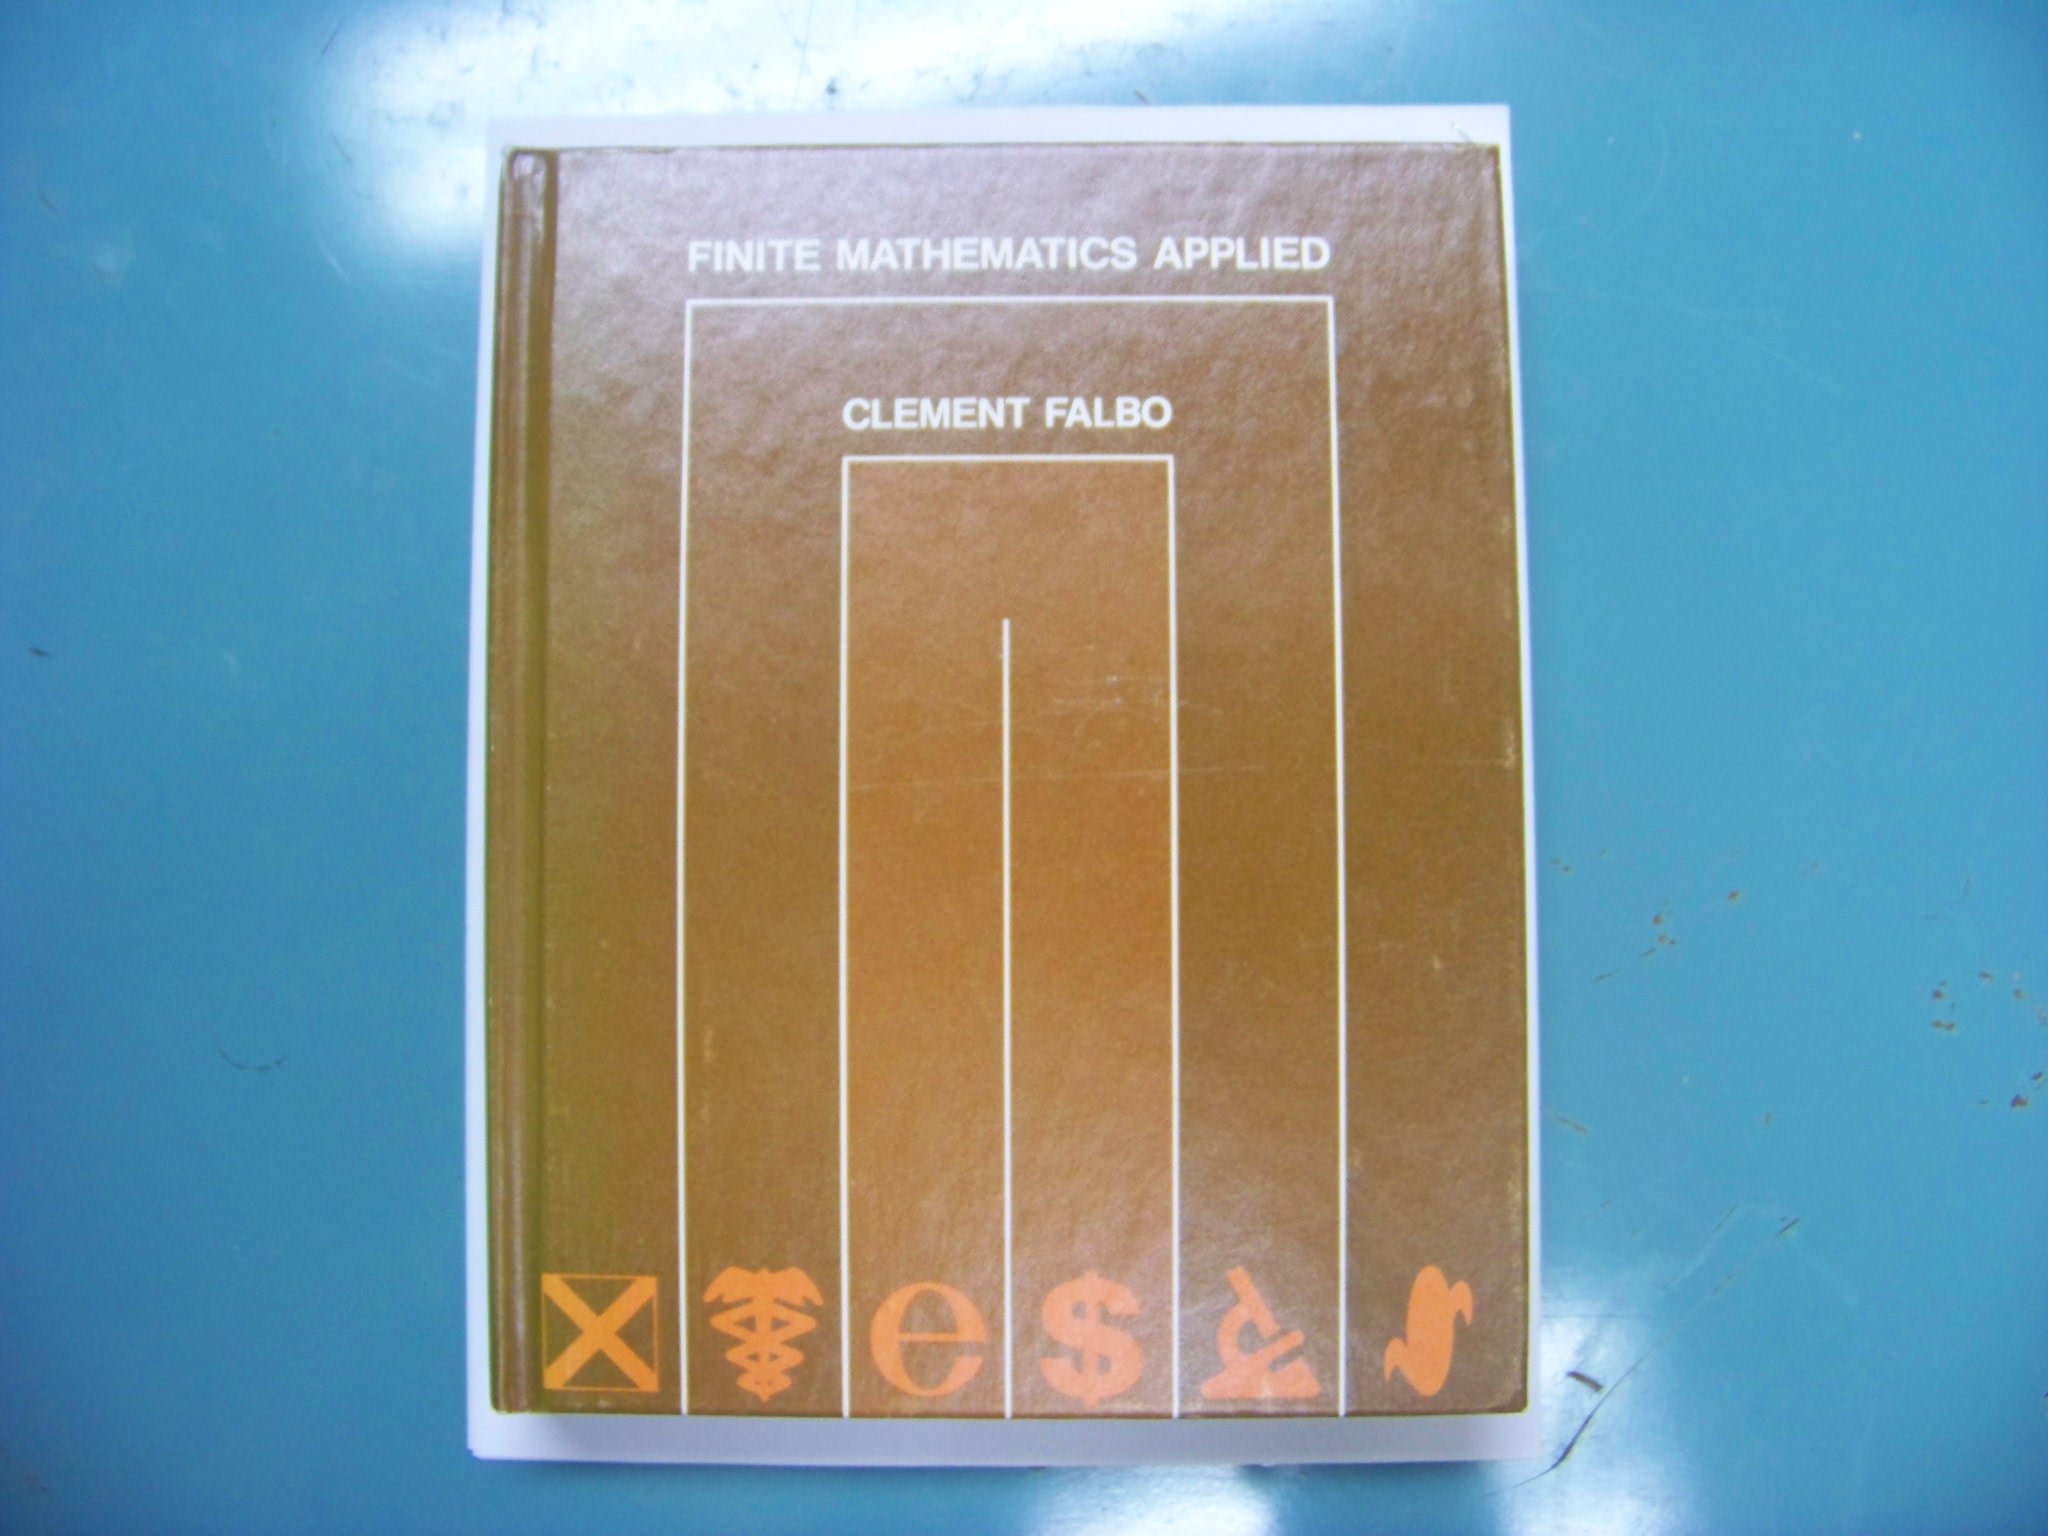 FINITE MATHEMATICS APPLIED
CLEMENT FALBO
X e $